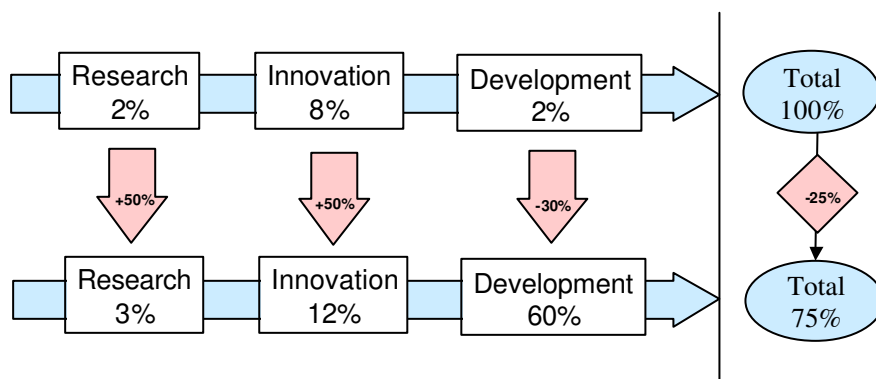 Research
2%
Innovation
8%
Development
2%
Total
100%
+50%
+50%
-30%
-25%
Research
3%
Innovation
12%
Development
60%
Total
75%